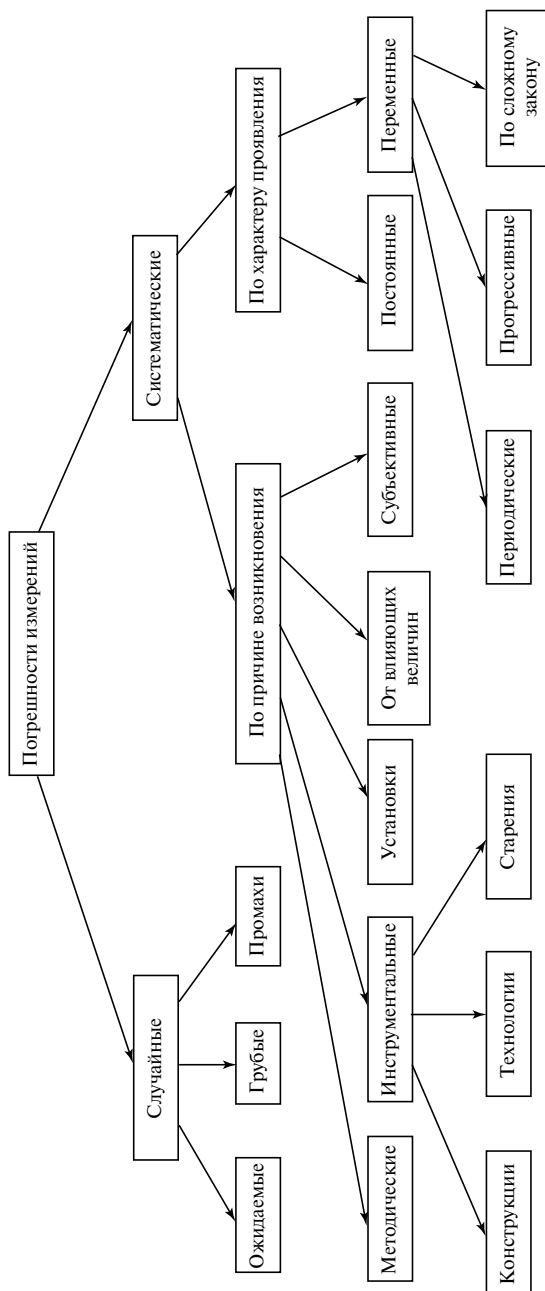 Погрешности измерений
Случайные
Систематические
Ожидаемые
Грубые
Промахи
По причине возникновения
По характеру проявления
Методические
Инструментальные
Установки
От влияющих
величин
Субъективные
Постоянные
Переменные
Конструкции
Технологии
Старения
Периодические
Прогрессивные
По сложному
закону